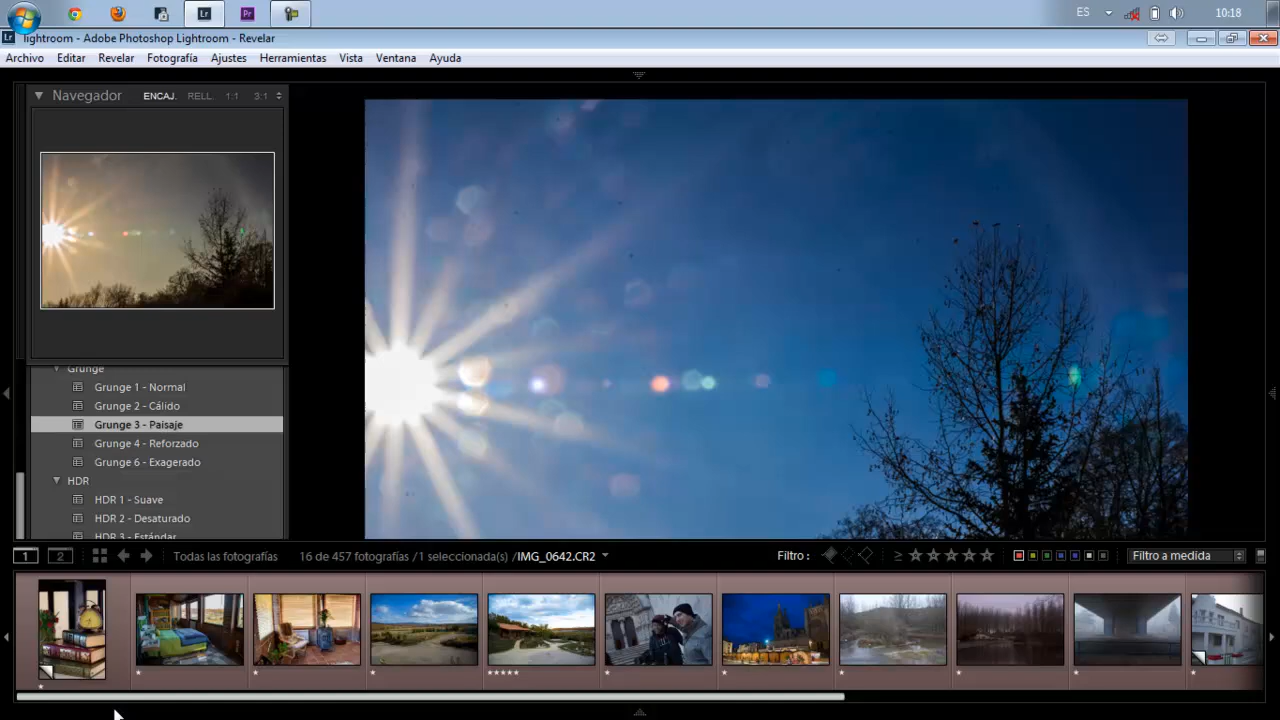 Lr
Pr
ES
10:18
Lr
lightroom - Adobe Photoshop Lightroom - Revelar
Archivo Editar Revelar Fotografía Ajustes Herramientas Vista Ventana Ayuda
Navegador ENCAJ. RELL. 1:1 3:1
Grunge
Grunge 1 - Normal
Grunge 2 - Cálido
Grunge 3 - Paisaje
Grunge 4 - Reforzado
Grunge 6 - Exagerado
HDR
HDR 1 - Suave
HDR 2 - Desaturado
HDR 3 - Estándar
1 2 Todas las fotografías 16 de 457 fotografías /1 seleccionada(s) /IMG_0642.CR2 Filtro : ≥ Filtro a medida